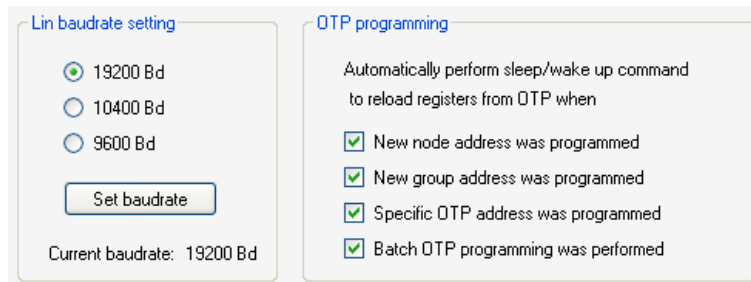 Lin baudrate setting
19200 Bd
10400 Bd
9600 Bd
Set baudrate
Current baudrate: 19200 Bd
OTP programming
Automatically perform sleep/wake up command
to reload registers from OTP when
New node address was programmed
New group address was programmed
Specific OTP address was programmed
Batch OTP programming was performed